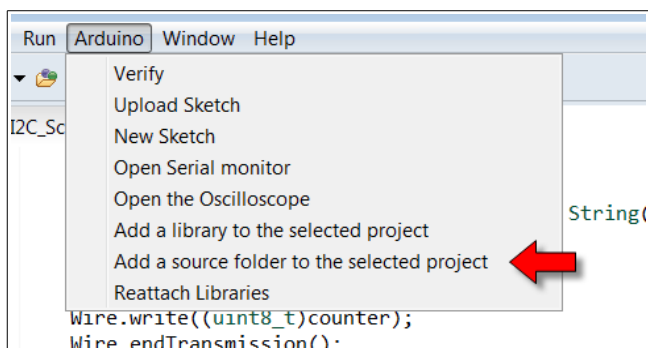 Run Arduino Window Help
Verify
Upload Sketch
I2C_Sc
New Sketch
Open Serial monitor
Open the Oscilloscope
String(
Add a library to the selected project
Add a source folder to the selected project
Reattach Libraries
Wire.write((uint8_t)counter);
Wire.endTransmission();